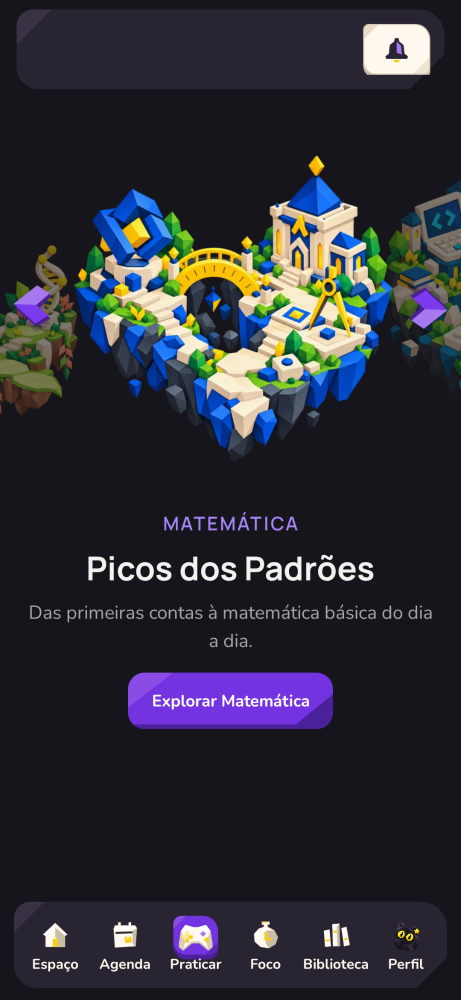 MATEMÁTICA
Picos dos Padrões
Das primeiras contas à matemática básica do dia
a dia.
Explorar Matemática
Espaço
Agenda
Praticar
Foco
Biblioteca
Perfil